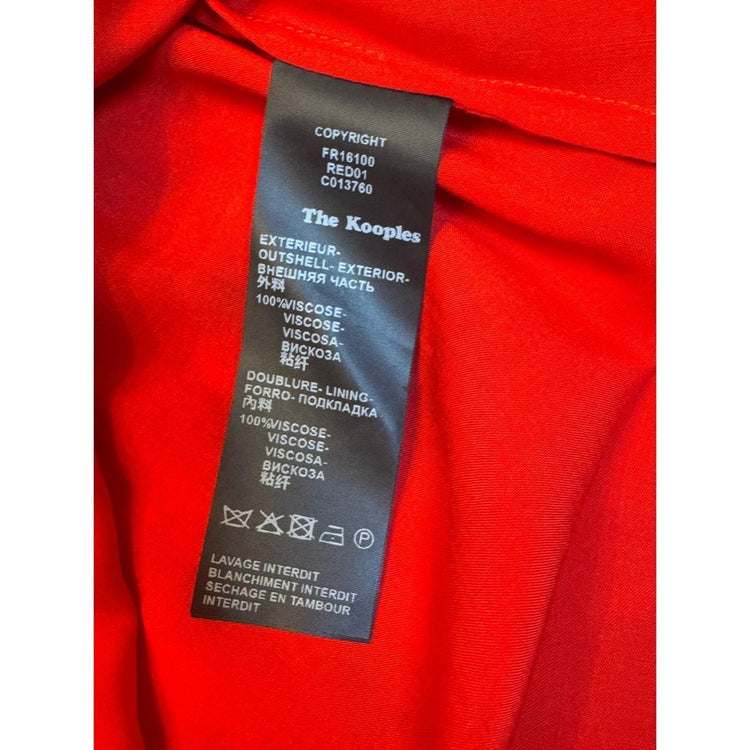 COPYRIGHT
FR16100
RED01
C013760
The Kooples
EXTERIEUR-
OUTSHELL- EXTERIOR-
ВНЕШНЯЯ ЧАСТЬ
外料
100%VISCOSE-
VISCOSE-
VISCOSA-
ВИСКОЗА
粘纤
DOUBLURE- LINING-
FORRO- ПОДКЛАДКА
內料
100%VISCOSE-
VISCOSE-
VISCOSA-
ВИСКОЗА
粘纤
P
LAVAGE INTERDIT
BLANCHIMENT INTERDIT
SECHAGE EN TAMBOUR
INTERDIT